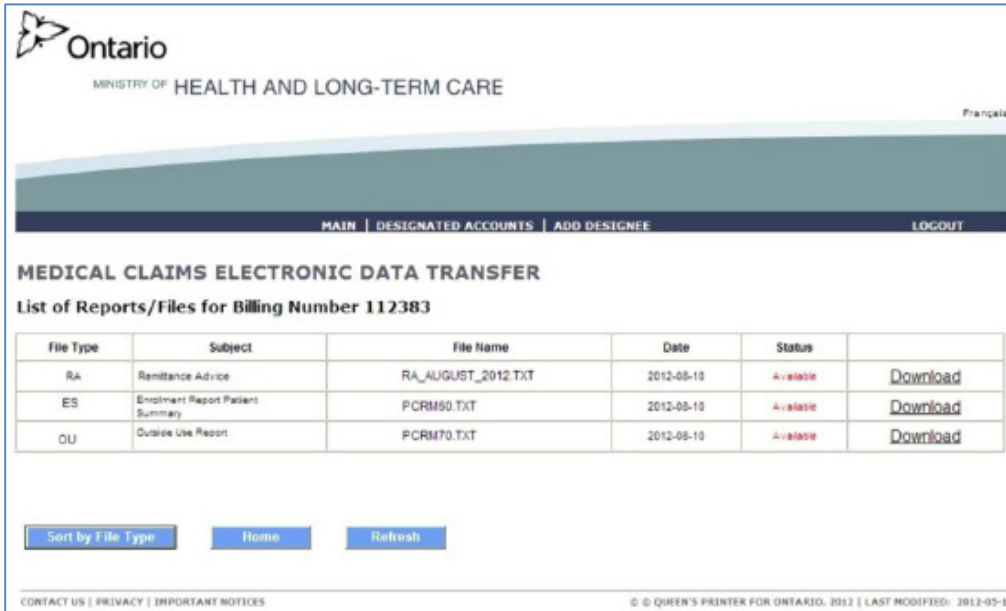 Ontario
MINISTRY OF HEALTH AND LONG-TERM CARE
MAIN | DESIGNATED ACCOUNTS | ADD DESIGNEE LOGOUT
MEDICAL CLAIMS ELECTRONIC DATA TRANSFER
List of Reports/Files for Billing Number 112383
File Type Subject File Name Date Status
RA Remittance Advice RA_AUGUST_2012.TXT 2012-08-10 Available Download
ES Enrolment Report Patient
Summary PCRM60.TXT 2012-08-10 Available Download
OU Outside Use Report PCRM70.TXT 2012-08-10 Available Download
Sort by File Type Home Refresh
CONTACT US | PRIVACY | IMPORTANT NOTICES © © QUEEN'S PRINTER FOR ONTARIO, 2012 | LAST MODIFIED: